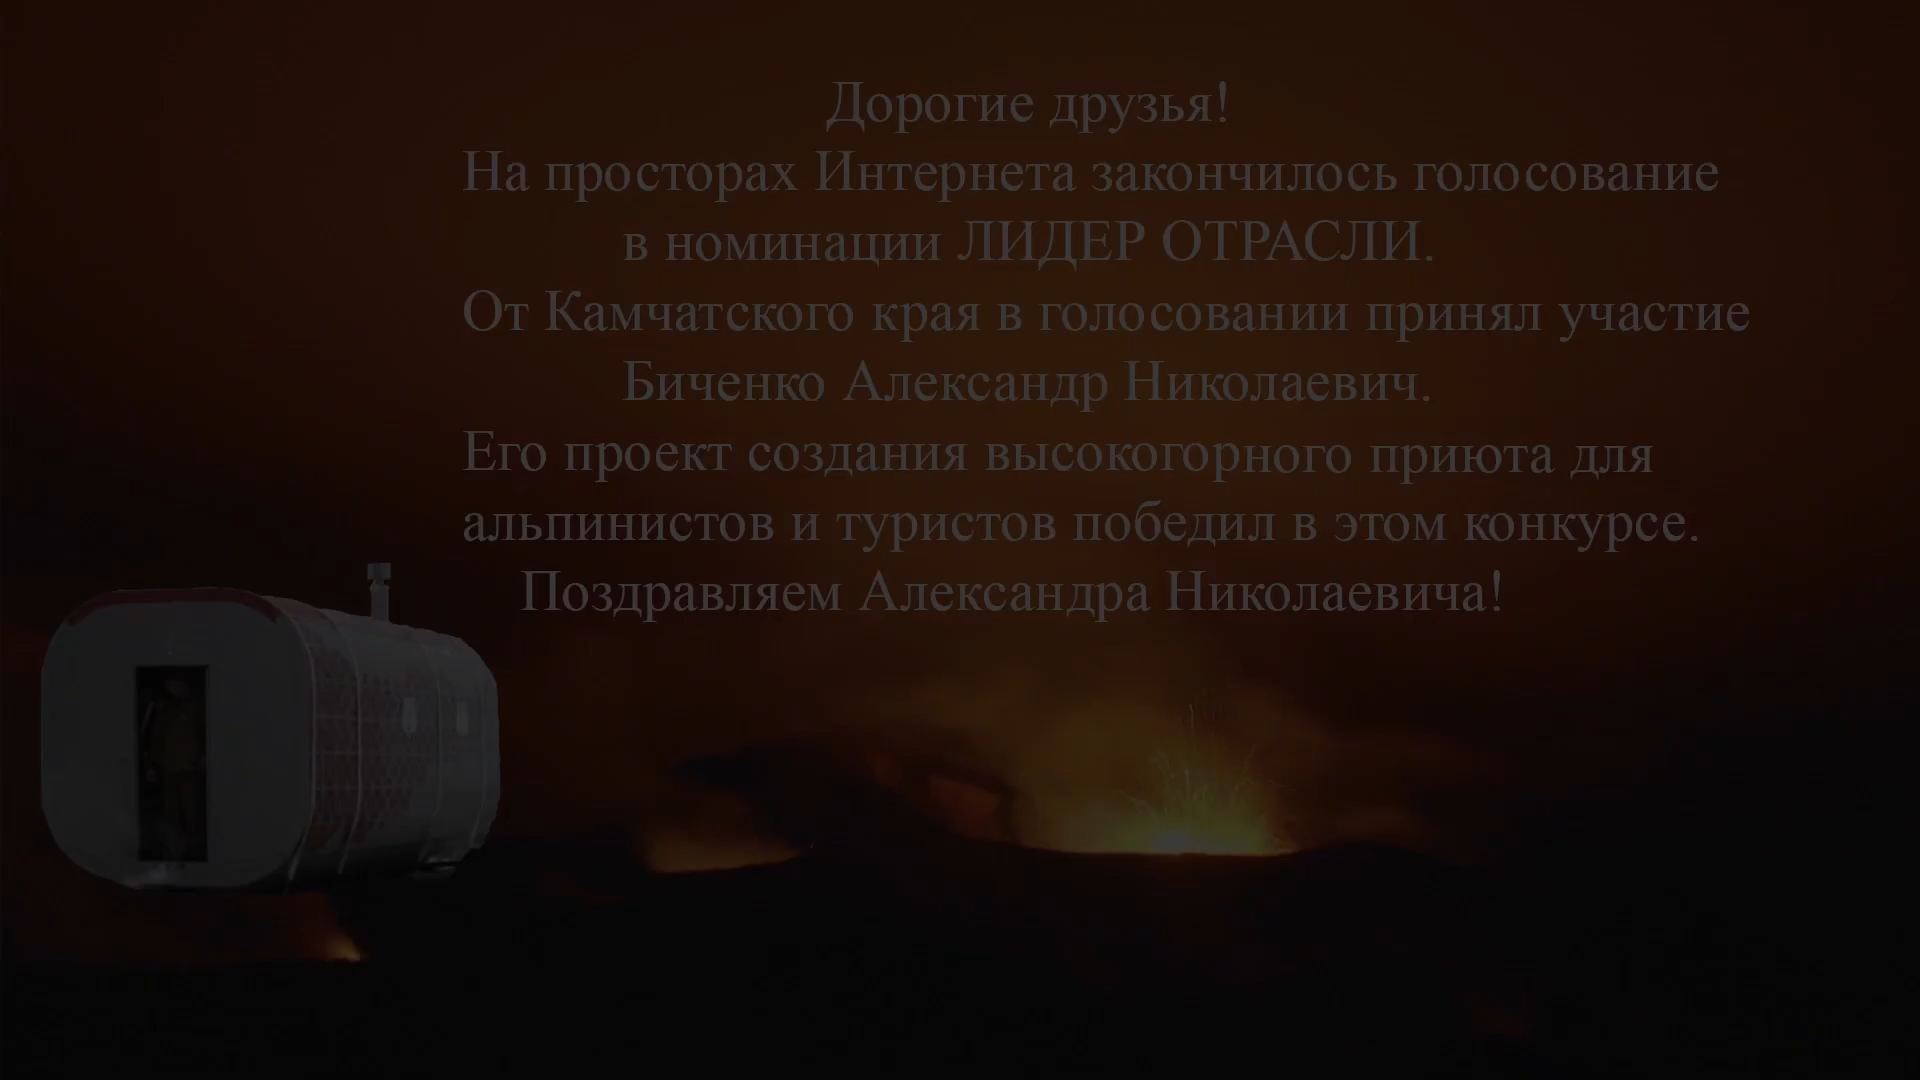 Дорогие друзья!
На просторах Интернета закончилось голосование
в номинации ЛИДЕР ОТРАСЛИ.
От Камчатского края в голосовании принял участие
Биченко Александр Николаевич.
Его проект создания высокогорного приюта для
альпинистов и туристов победил в этом конкурсе.
Поздравляем Александра Николаевича!